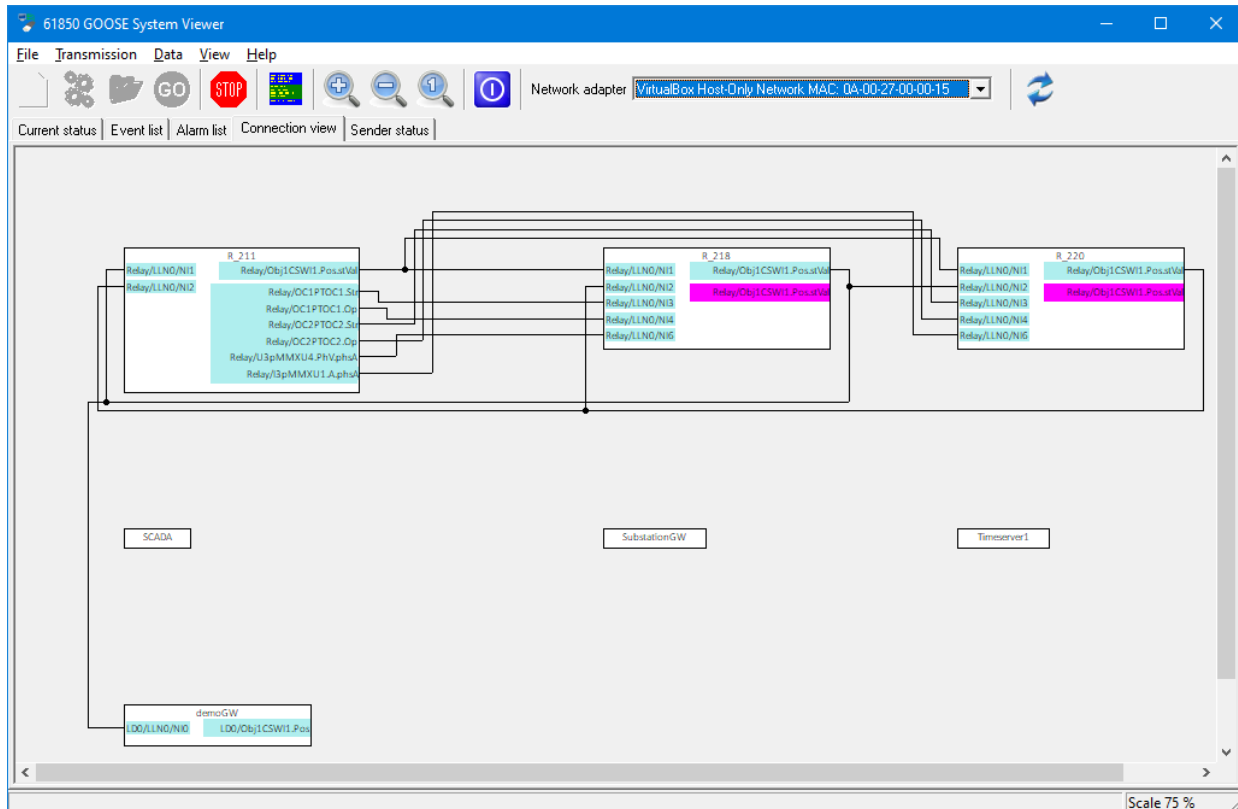 61850 GOOSE System Viewer
File Transmission Data View Help
GO STOP 1 Network adapter VirtualBox Host-Only Network MAC: 0A-00-27-00-00-15
Current status Event list Alarm list Connection view Sender status
R_211
Relay/LLN0/NI1 Relay/Obj1CSWI1.Pos.stVal
Relay/LLN0/NI2
Relay/OC1PTOC1.Str
Relay/OC1PTOC1.Op
Relay/OC2PTOC2.Str
Relay/OC2PTOC2.Op
Relay/U3pMMXU4.PhV.phsA
Relay/I3pMMXU1.A.phsA
R_218
Relay/LLN0/NI1 Relay/Obj1CSWI1.Pos.stVal
Relay/LLN0/NI2 Relay/Obj1CSWI1.Pos.stVal
Relay/LLN0/NI3
Relay/LLN0/NI4
Relay/LLN0/NI6
R_220
Relay/LLN0/NI1 Relay/Obj1CSWI1.Pos.stVal
Relay/LLN0/NI2 Relay/Obj1CSWI1.Pos.stVal
Relay/LLN0/NI3
Relay/LLN0/NI4
Relay/LLN0/NI6
SCADA SubstationGW Timeserver1
demoGW
LD0/LLN0/NI0 LD0/Obj1CSWI1.Pos
Scale 75 %